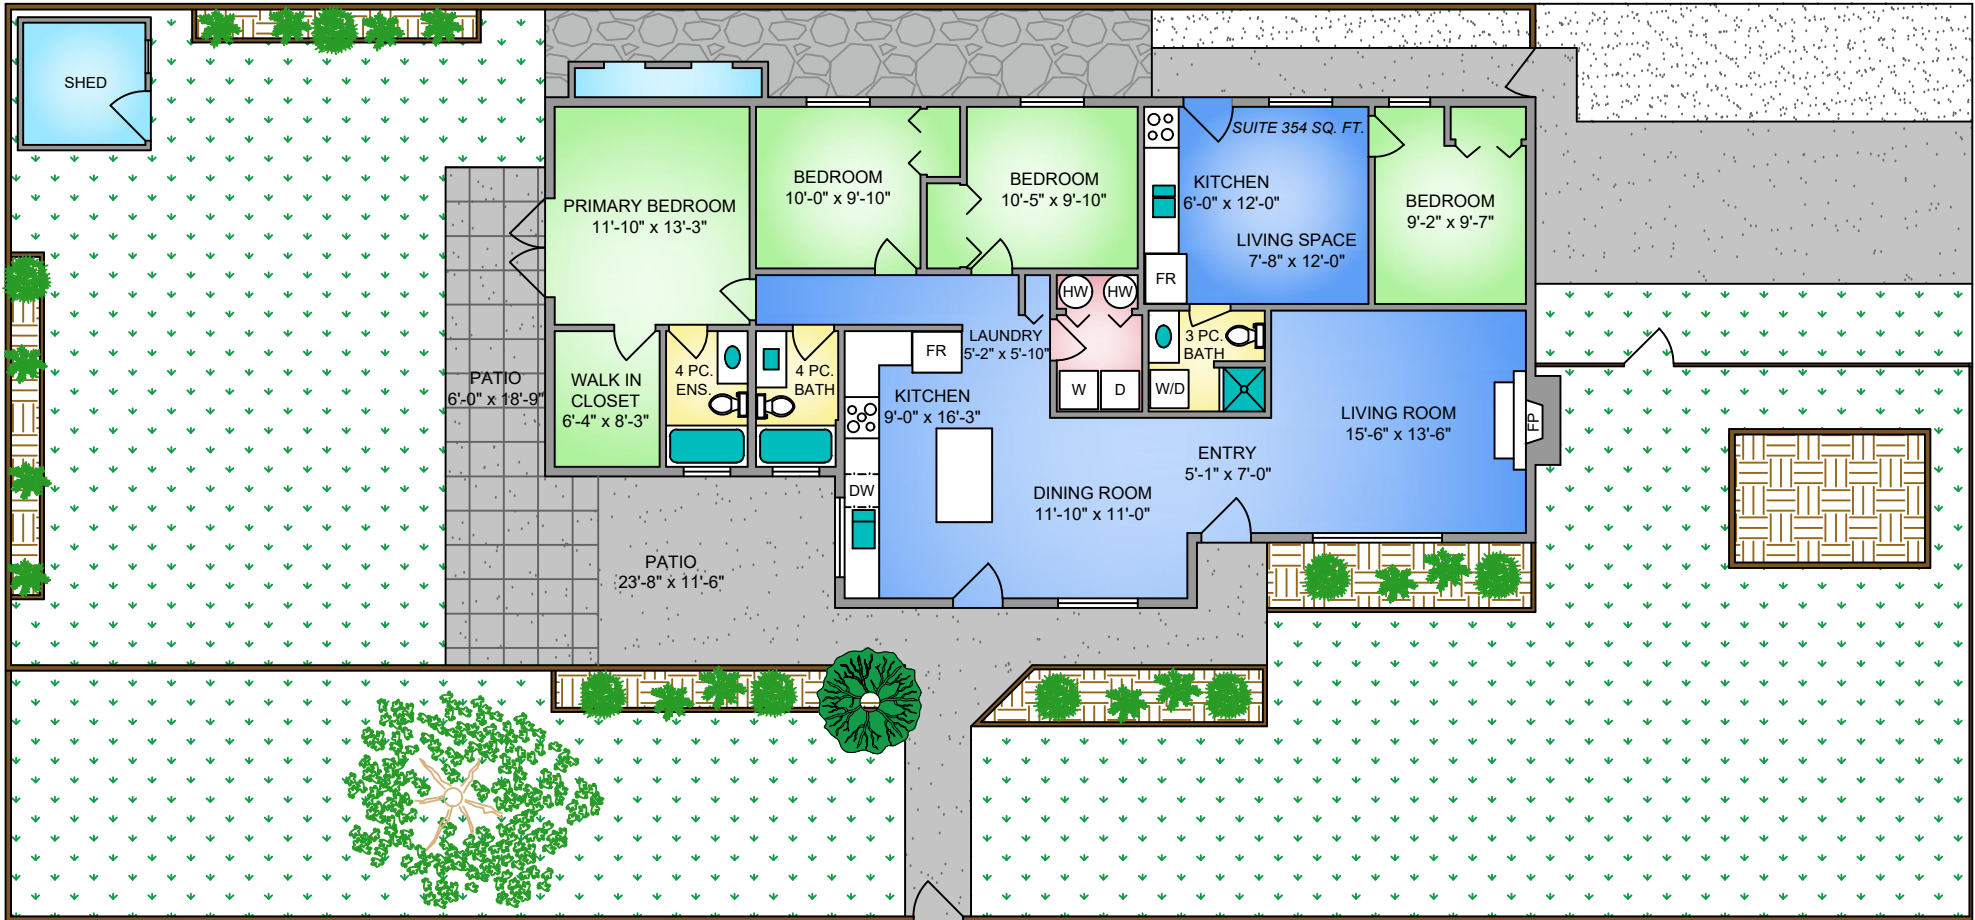 SHED
PRIMARY BEDROOM
11'-10" x 13'-3"
BEDROOM
10'-0" x 9'-10"
BEDROOM
10'-5" x 9'-10"
SUITE 354 SQ. FT.
KITCHEN
6'-0" x 12'-0"
LIVING SPACE
7'-8" x 12'-0"
FR
BEDROOM
9'-2" x 9'-7"
HW
HW
LAUNDRY
5'-2" x 5'-10"
W
D
3 PC.
BATH
W/D
PATIO
6'-0" x 18'-9"
WALK IN
CLOSET
6'-4" x 8'-3"
4 PC.
ENS.
4 PC.
BATH
FR
KITCHEN
9'-0" x 16'-3"
DW
LIVING ROOM
15'-6" x 13'-6"
FP
ENTRY
5'-1" x 7'-0"
DINING ROOM
11'-10" x 11'-0"
PATIO
23'-8" x 11'-6"